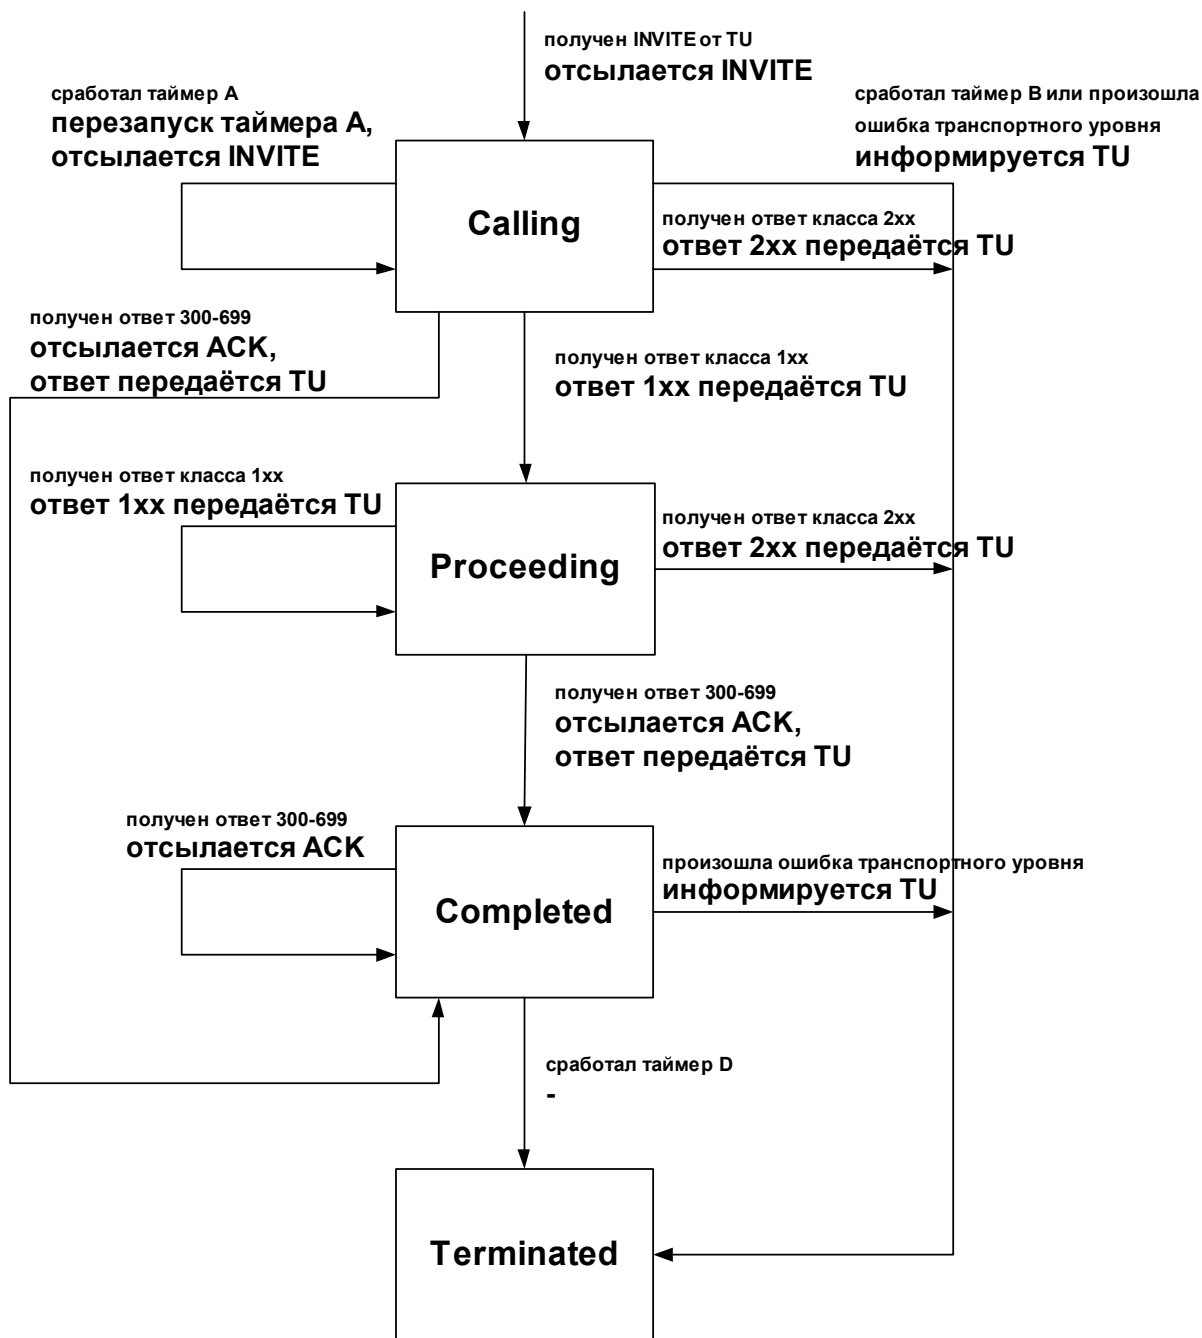 получен INVITE от TU
отсылается INVITE
сработал таймер A
перезапуск таймера A,
отсылается INVITE
сработал таймер B или произошла
ошибка транспортного уровня
информируется TU
Calling
получен ответ класса 2xx
ответ 2xx передаётся TU
получен ответ 300-699
отсылается ACK,
ответ передаётся TU
получен ответ класса 1xx
ответ 1xx передаётся TU
получен ответ класса 1xx
ответ 1xx передаётся TU
Proceeding
получен ответ класса 2xx
ответ 2xx передаётся TU
получен ответ 300-699
отсылается ACK,
ответ передаётся TU
получен ответ 300-699
отсылается ACK
Completed
произошла ошибка транспортного уровня
информируется TU
сработал таймер D
-
Terminated